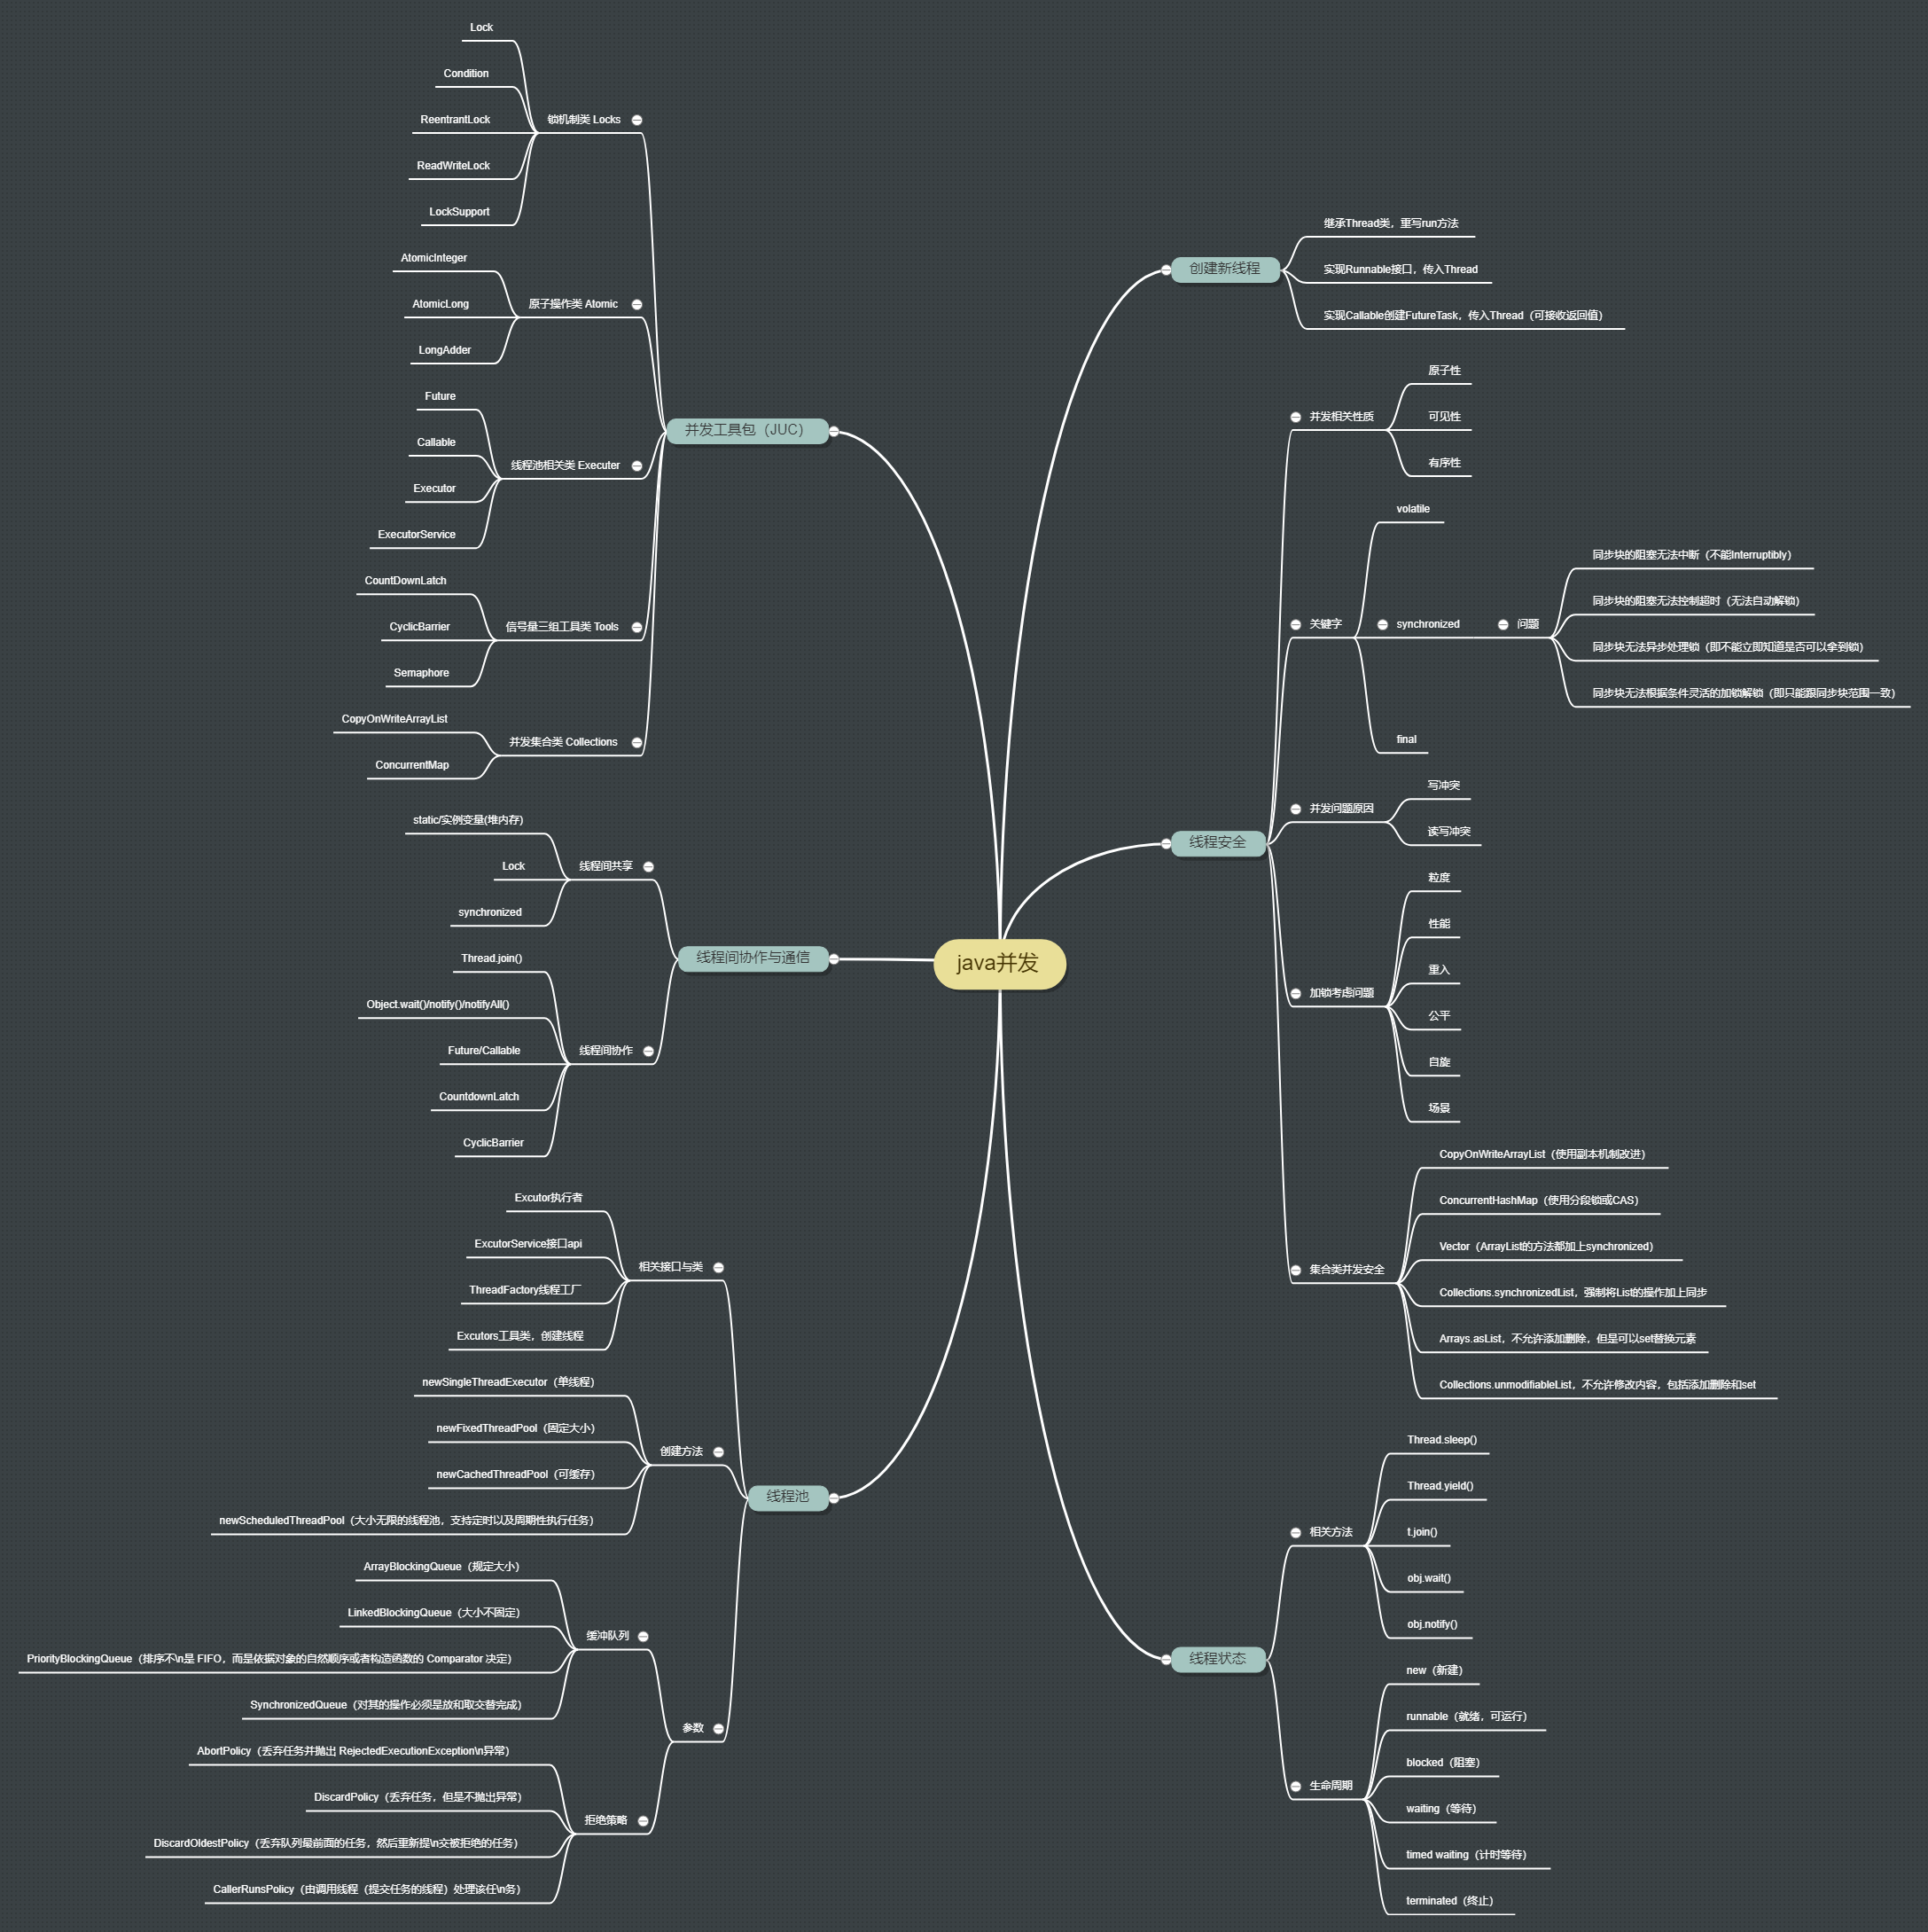 java并发
创建新线程
继承Thread类，重写run方法
实现Runnable接口，传入Thread
实现Callable创建FutureTask，传入Thread（可接收返回值）
线程安全
并发相关性质
原子性
可见性
有序性
关键字
volatile
synchronized
问题
同步块的阻塞无法中断（不能Interruptibly）
同步块的阻塞无法控制超时（无法自动解锁）
同步块无法异步处理锁（即不能立即知道是否可以拿到锁）
同步块无法根据条件灵活的加锁解锁（即只能跟同步块范围一致）
final
并发问题原因
写冲突
读写冲突
加锁考虑问题
粒度
性能
重入
公平
自旋
场景
集合类并发安全
CopyOnWriteArrayList（使用副本机制改进）
ConcurrentHashMap（使用分段锁或CAS）
Vector（ArrayList的方法都加上synchronized）
Collections.synchronizedList，强制将List的操作加上同步
Arrays.asList，不允许添加删除，但是可以set替换元素
Collections.unmodifiableList，不允许修改内容，包括添加删除和set
线程状态
相关方法
Thread.sleep()
Thread.yield()
t.join()
obj.wait()
obj.notify()
生命周期
new（新建）
runnable（就绪，可运行）
blocked（阻塞）
waiting（等待）
timed waiting（计时等待）
terminated（终止）
并发工具包（JUC）
锁机制类 Locks
Lock
Condition
ReentrantLock
ReadWriteLock
LockSupport
原子操作类 Atomic
AtomicInteger
AtomicLong
LongAdder
线程池相关类 Executer
Future
Callable
Executor
ExecutorService
信号量三组工具类 Tools
CountDownLatch
CyclicBarrier
Semaphore
并发集合类 Collections
CopyOnWriteArrayList
ConcurrentMap
线程间协作与通信
线程间共享
static/实例变量(堆内存)
Lock
synchronized
线程间协作
Thread.join()
Object.wait()/notify()/notifyAll()
Future/Callable
CountdownLatch
CyclicBarrier
线程池
相关接口与类
Excutor执行者
ExcutorService接口api
ThreadFactory线程工厂
Excutors工具类，创建线程
创建方法
newSingleThreadExecutor（单线程）
newFixedThreadPool（固定大小）
newCachedThreadPool（可缓存）
newScheduledThreadPool（大小无限的线程池，支持定时以及周期性执行任务）
参数
缓冲队列
ArrayBlockingQueue（规定大小）
LinkedBlockingQueue（大小不固定）
PriorityBlockingQueue（排序不\n是 FIFO，而是依据对象的自然顺序或者构造函数的 Comparator 决定）
SynchronizedQueue（对其的操作必须是放和取交替完成）
拒绝策略
AbortPolicy（丢弃任务并抛出 RejectedExecutionException\n异常）
DiscardPolicy（丢弃任务，但是不抛出异常）
DiscardOldestPolicy（丢弃队列最前面的任务，然后重新提\n交被拒绝的任务）
CallerRunsPolicy（由调用线程（提交任务的线程）处理该任\n务）